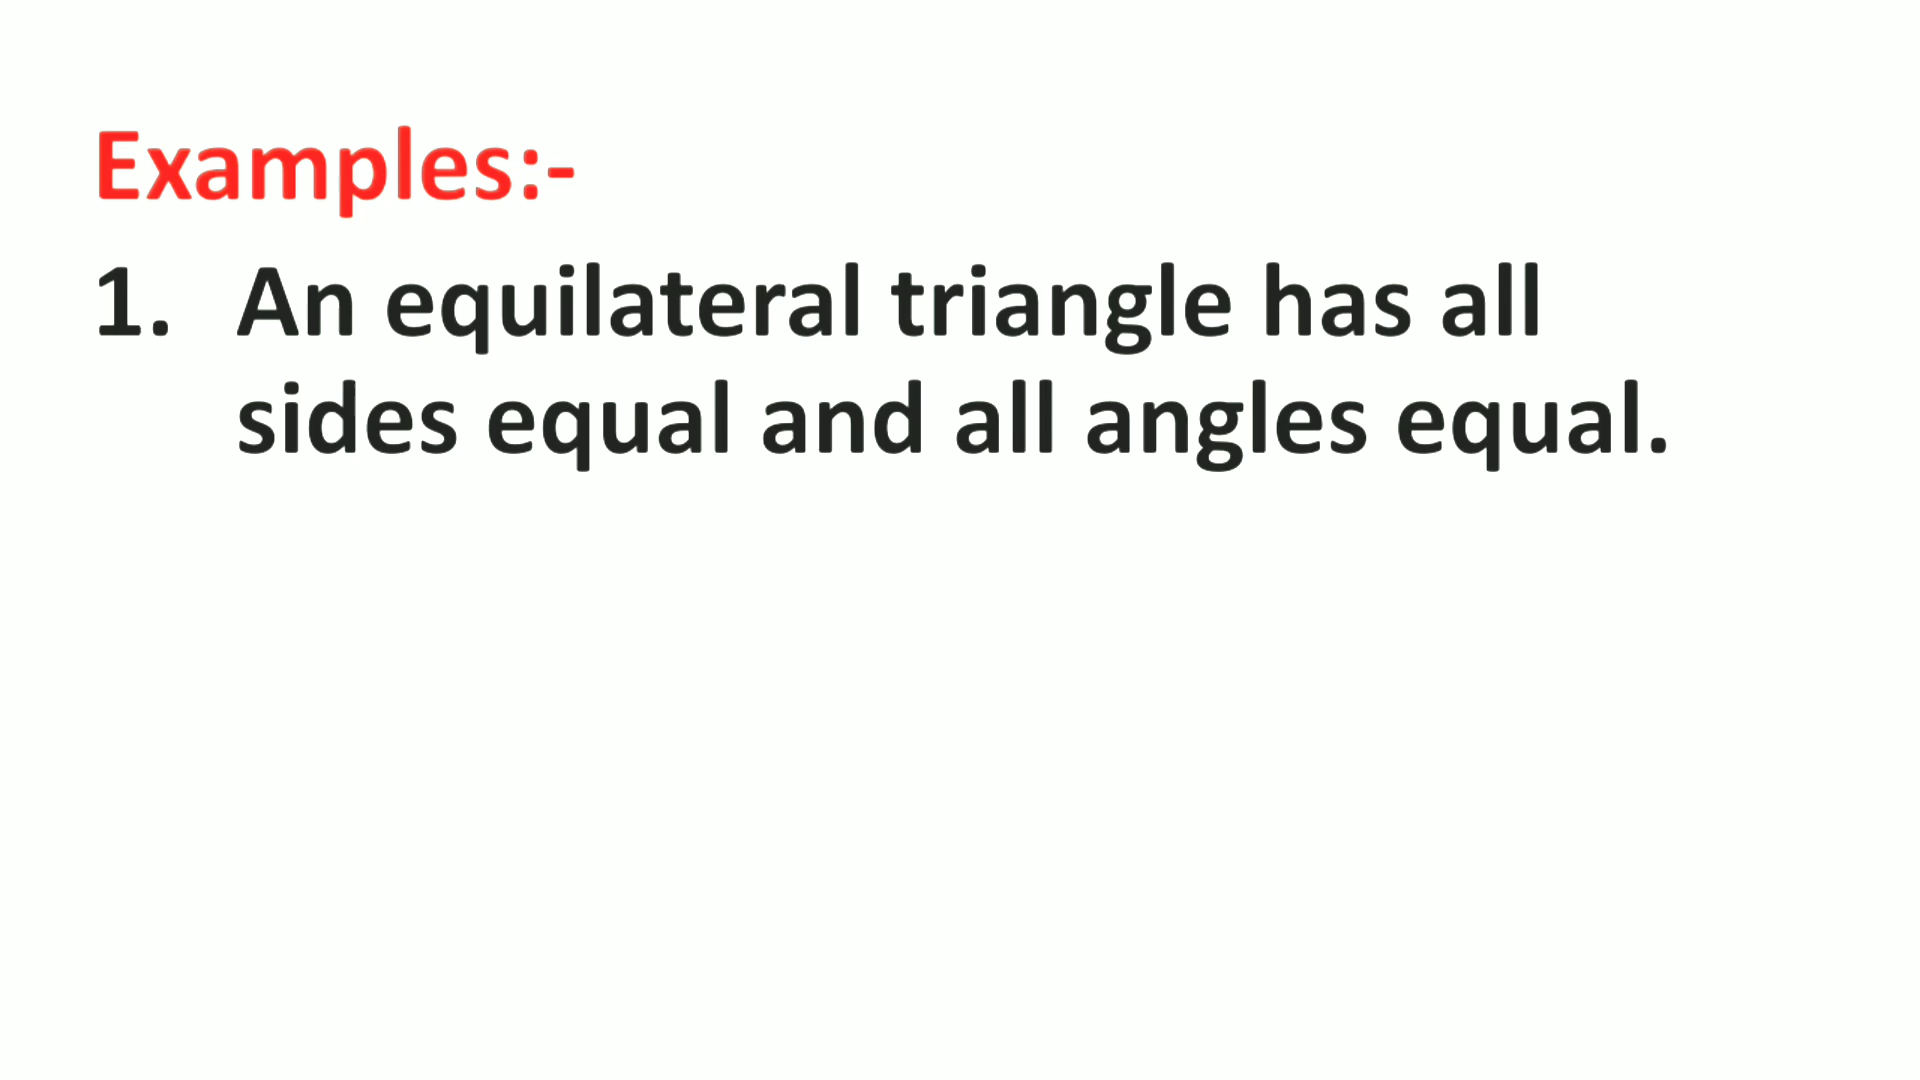 Examples:-
1. An equilateral triangle has all
sides equal and all angles equal.